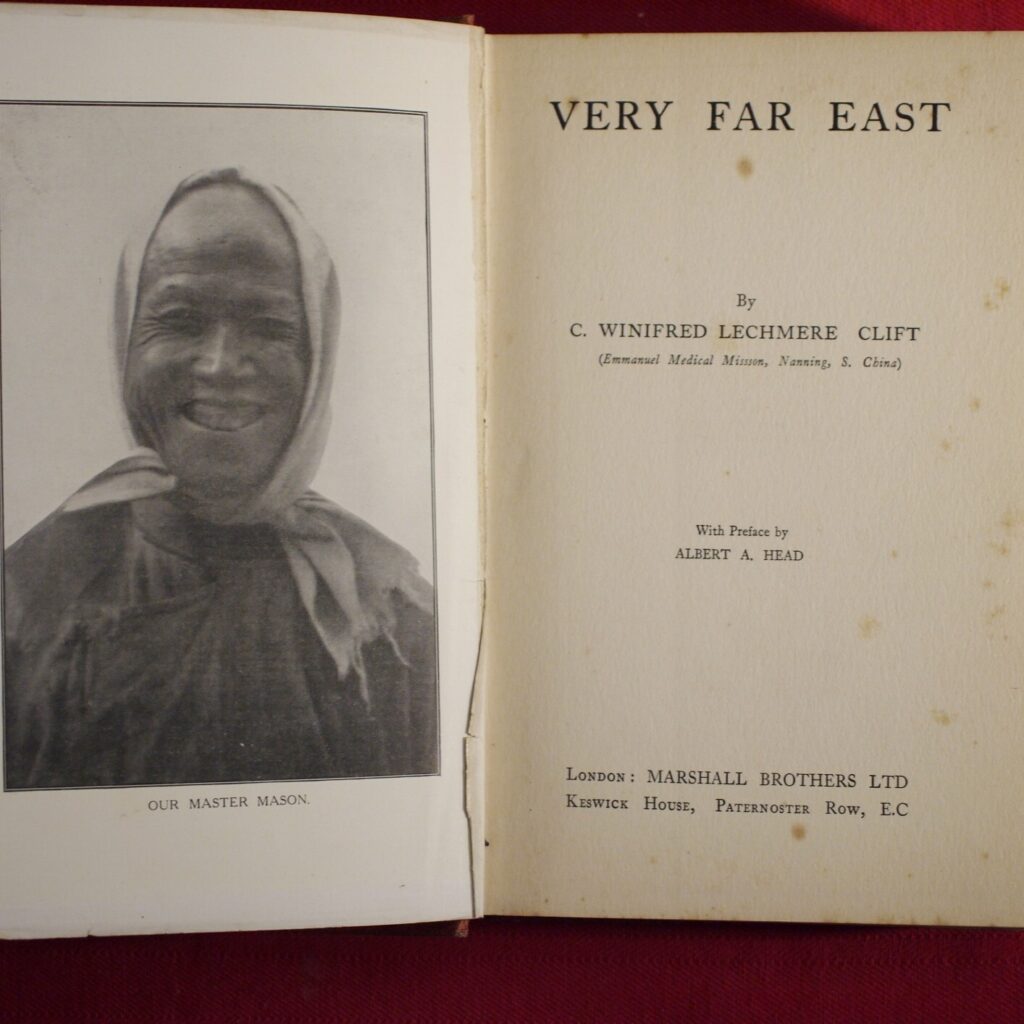 OUR MASTER MASON.
VERY FAR EAST
By
C. WINIFRED LECHMERE CLIFT
(Emmanuel Medical Missson, Nanning, S. China)
With Preface by
ALBERT A. HEAD
London: MARSHALL BROTHERS LTD
Keswick House, Paternoster Row, E.C